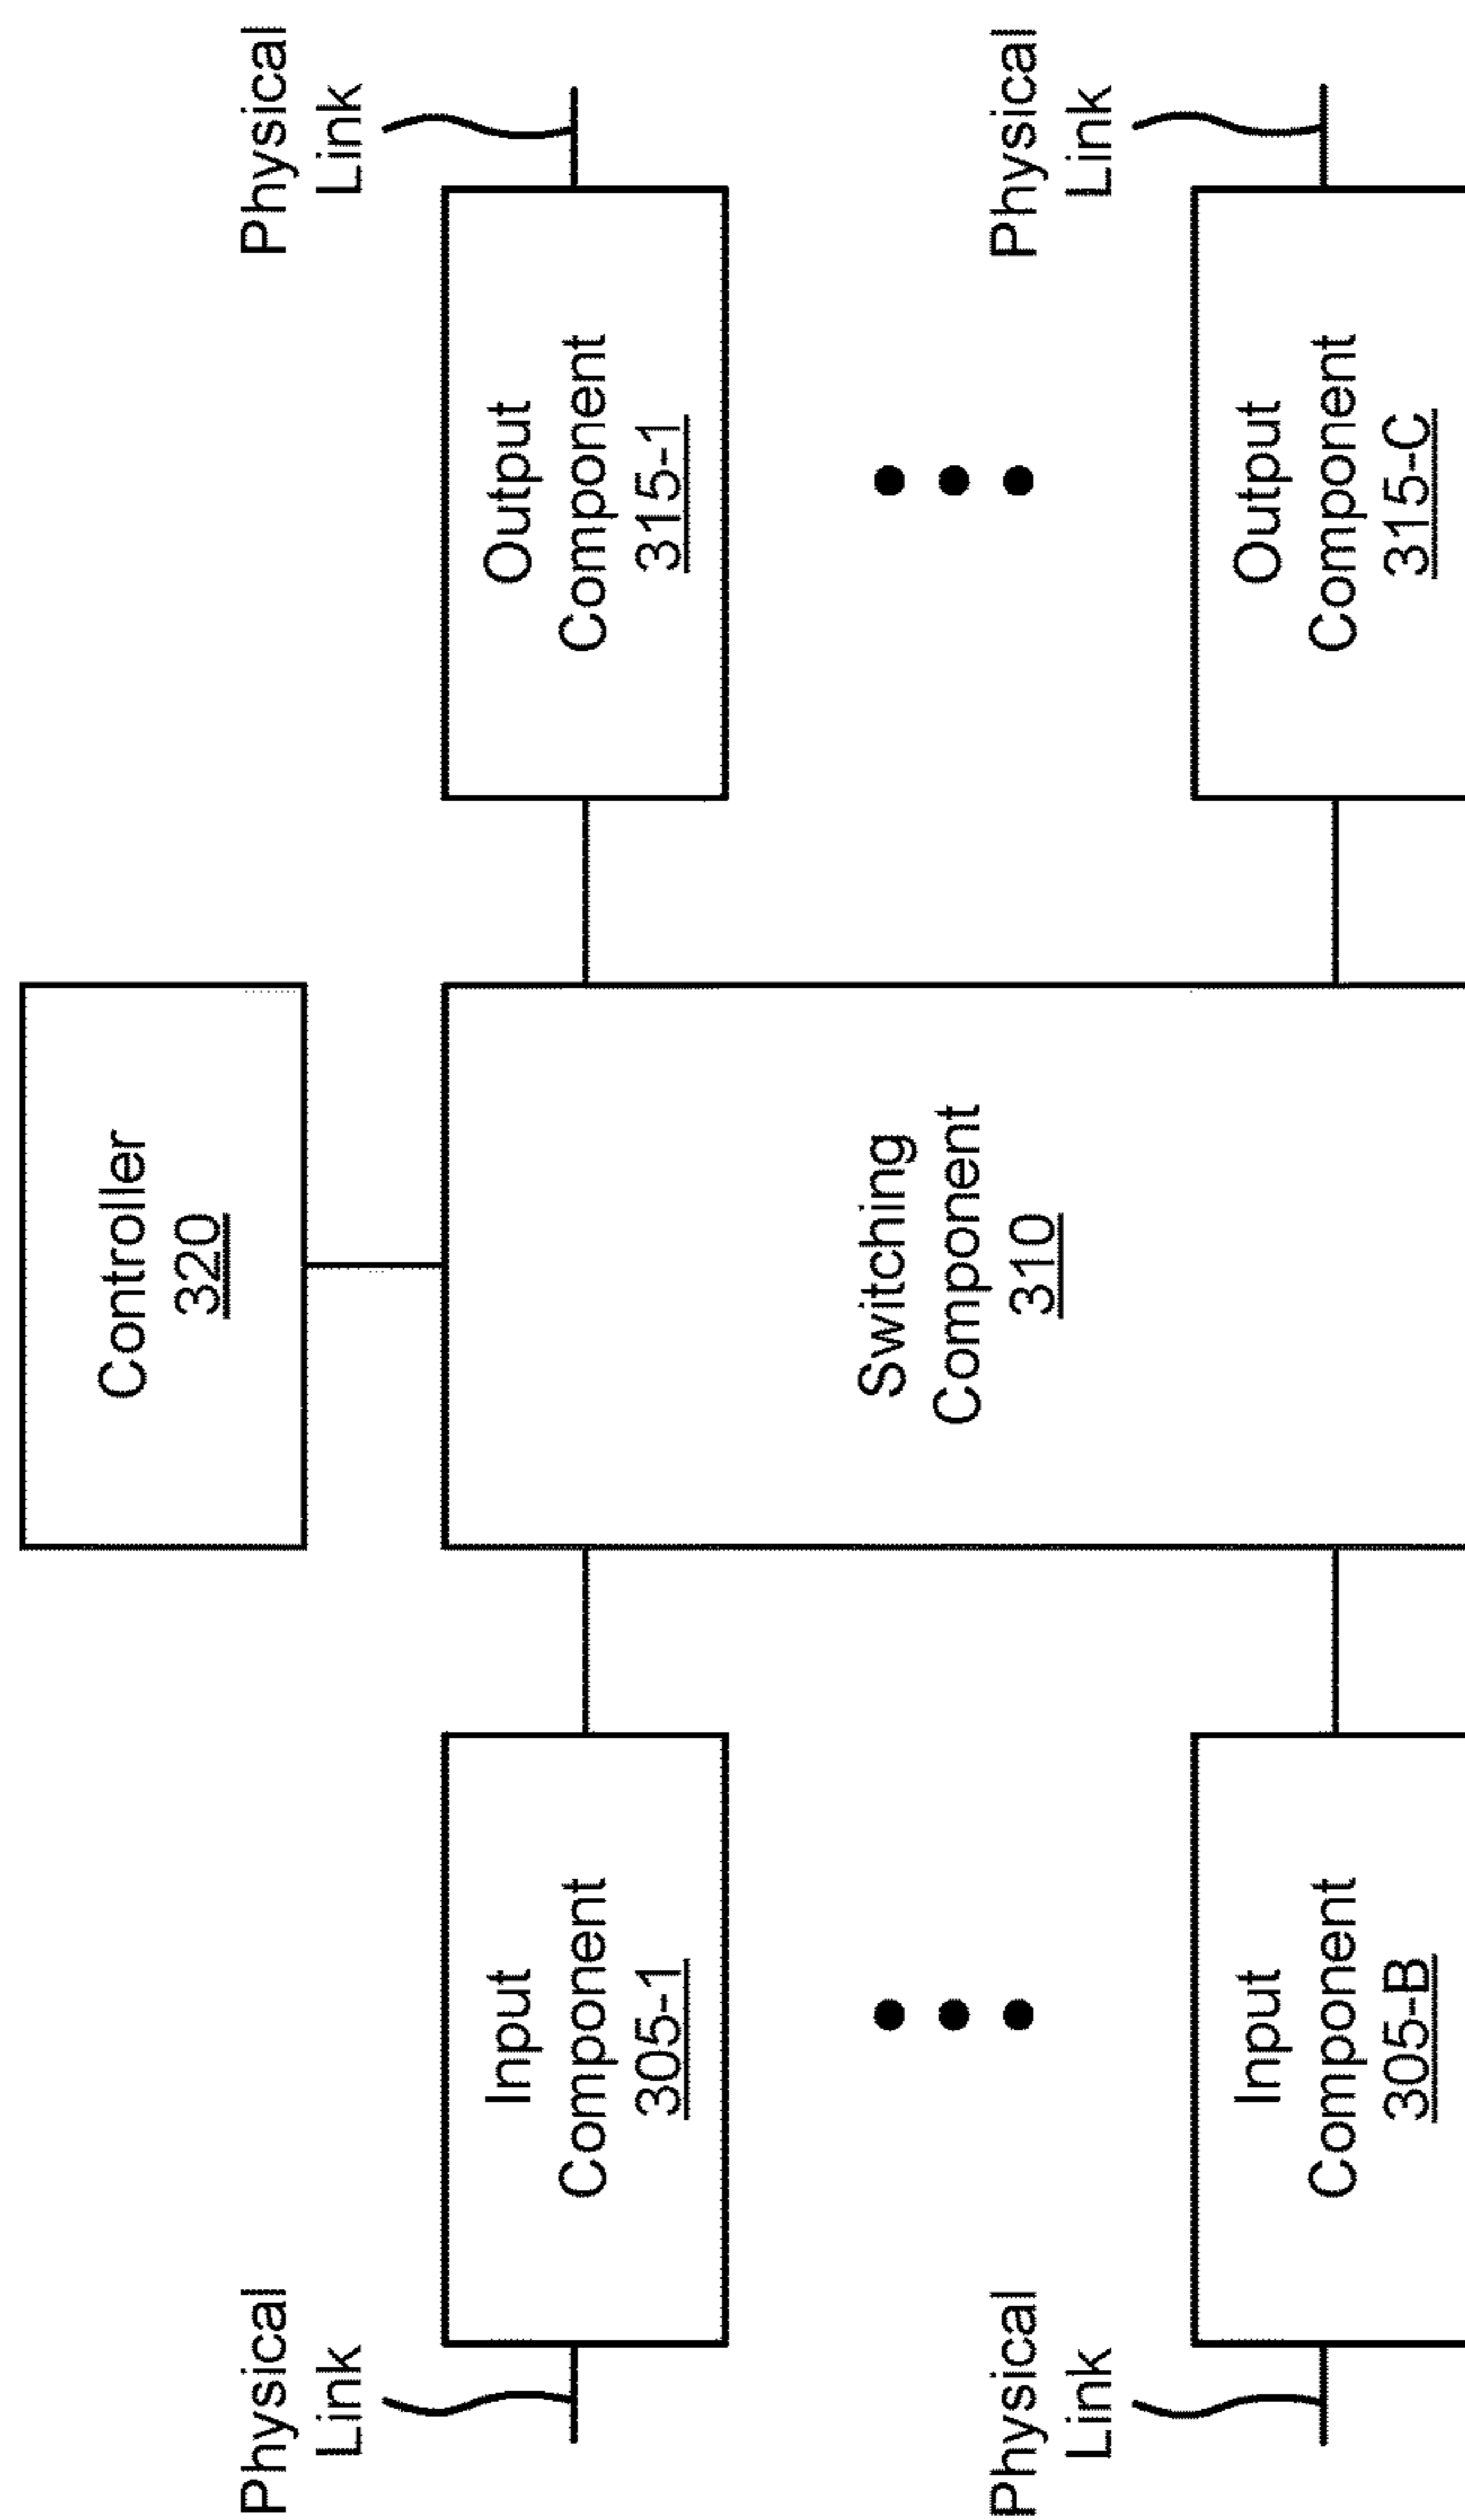 Controller
320
Physical
Link
Input
Component
305-1
Switching
Component
310
Output
Component
315-1
Physical
Link
Physical
Link
Input
Component
305-B
Output
Component
315-C
Physical
Link